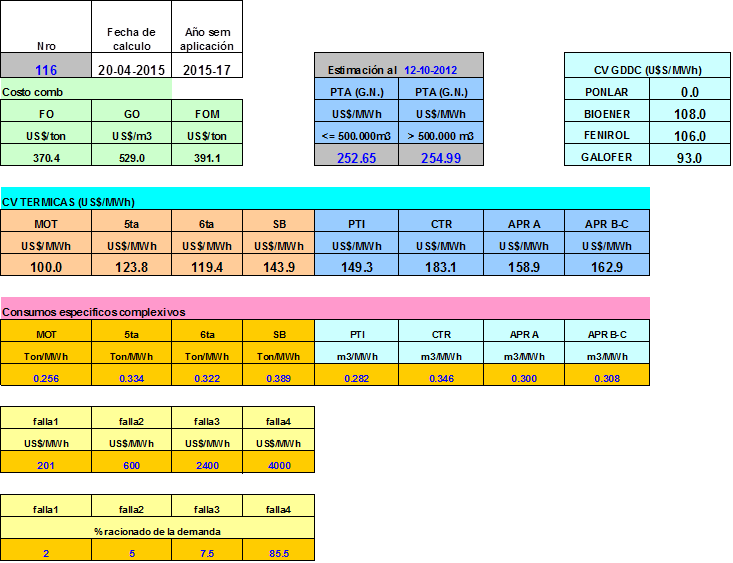 Nro Fecha de calculo Año sem aplicación
116 20-04-2015 2015-17
Estimación al 12-10-2012
CV GDDC (U$S/MWh)
Costo comb
PTA (G.N.) PTA (G.N.)
PONLAR 0.0
FO GO FOM
US$/MWh US$/MWh
BIOENER 108.0
US$/ton US$/m3 US$/ton
<= 500.000m3 > 500.000 m3
FENIROL 106.0
370.4 529.0 391.1
252.65 254.99
GALOFER 93.0
CV TERMICAS (US$/MWh)
MOT 5ta 6ta SB PTI CTR APR A APR B-C
US$/MWh US$/MWh US$/MWh US$/MWh US$/MWh US$/MWh US$/MWh US$/MWh
100.0 123.8 119.4 143.9 149.3 183.1 158.9 162.9
Consumos especificos complexivos
MOT 5ta 6ta SB PTI CTR APR A APR B-C
Ton/MWh Ton/MWh Ton/MWh Ton/MWh m3/MWh m3/MWh m3/MWh m3/MWh
0.256 0.334 0.322 0.389 0.282 0.346 0.300 0.308
falla1 falla2 falla3 falla4
US$/MWh US$/MWh US$/MWh US$/MWh
201 600 2400 4000
falla1 falla2 falla3 falla4
% racionado de la demanda
2 5 7.5 85.5